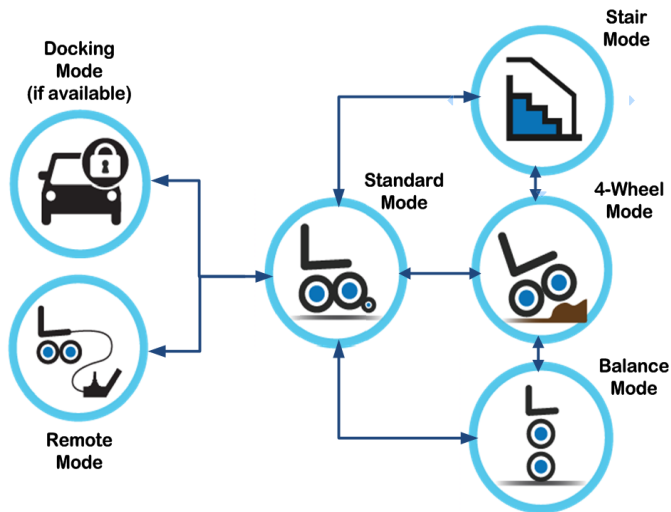 Docking
Mode
(if available)
Remote
Mode
Standard
Mode
Stair
Mode
4-Wheel
Mode
Balance
Mode